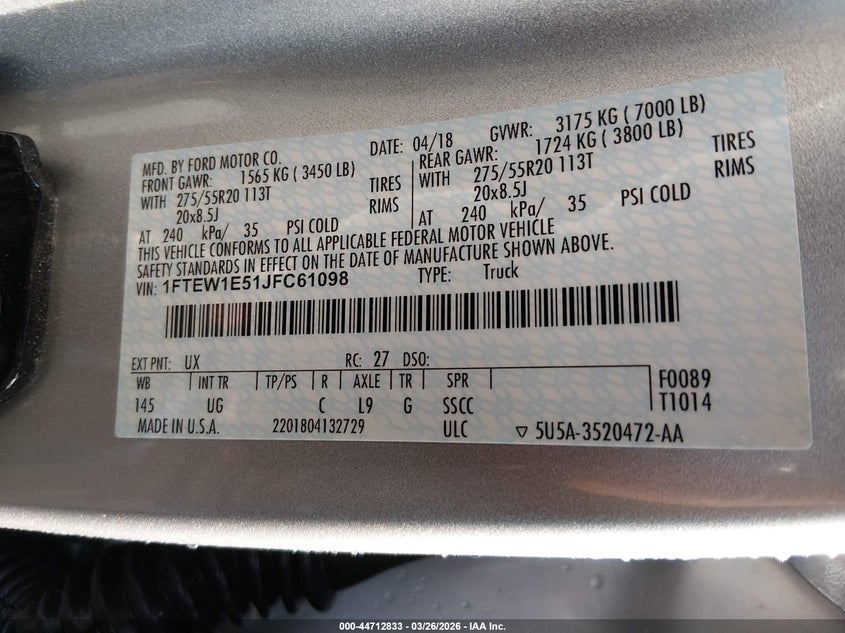 MFD. BY FORD MOTOR CO. DATE: 04/18 GVWR: 3175 KG ( 7000 LB)
FRONT GAWR: 1565 KG ( 3450 LB) REAR GAWR: 1724 KG ( 3800 LB)
WITH 275/55R20 113T TIRES WITH 275/55R20 113T TIRES
20x8.5J RIMS 20x8.5J RIMS
AT 240 kPa/ 35 PSI COLD AT 240 kPa/ 35 PSI COLD
THIS VEHICLE CONFORMS TO ALL APPLICABLE FEDERAL MOTOR VEHICLE
SAFETY STANDARDS IN EFFECT ON THE DATE OF MANUFACTURE SHOWN ABOVE.
VIN: 1FTEW1E51JFC61098 TYPE: Truck
EXT PNT: UX RC: 27 DSO:
WB INT TR TP/PS R AXLE TR SPR F0089
145 UG C L9 G SSCC T1014
MADE IN U.S.A. 2201804132729 ULC ▽ 5U5A-3520472-AA
000-44712833 - 03/26/2026 - IAA Inc.